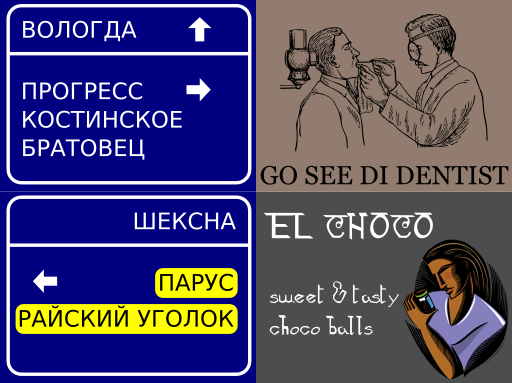 ВОЛОГДА
ПРОГРЕСС
КОСТИНСКОЕ
БРАТОВЕЦ
GO SEE DI DENTIST
ШЕКСНА
ПАРУС
РАЙСКИЙ УГОЛОК
EL CHOCO
sweet & tasty
choco balls